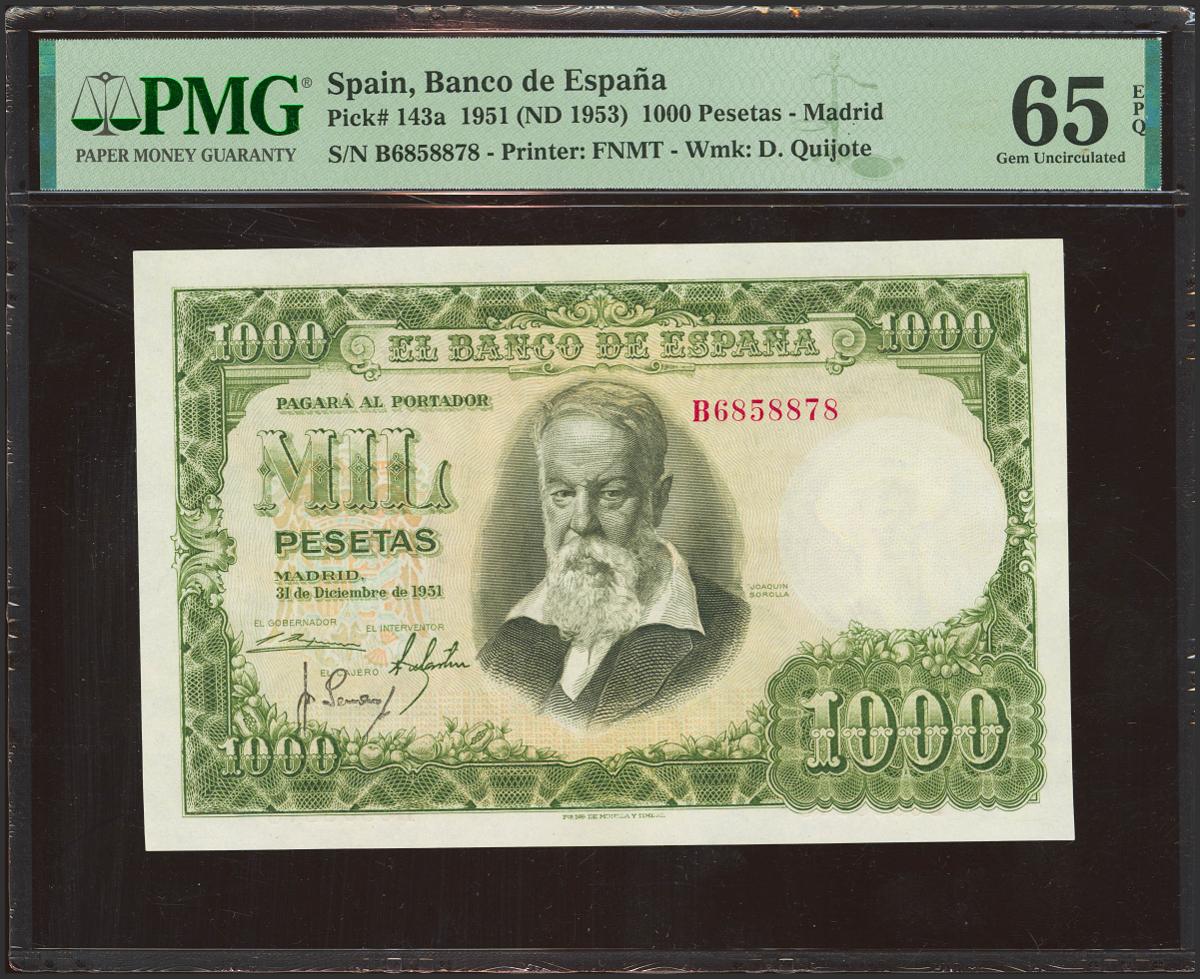 PMG®
PAPER MONEY GUARANTY
Spain, Banco de España
Pick# 143a 1951 (ND 1953) 1000 Pesetas - Madrid
S/N B6858878 - Printer: FNMT - Wmk: D. Quijote
65
EPQ
Gem Uncirculated
1000
EL BANCO DE ESPAÑA
1000
PAGARÁ AL PORTADOR
B6858878
MIL
PESETAS
MADRID,
31 de Diciembre de 1951
JOAQUIN
SOROLLA
EL GOBERNADOR
EL INTERVENTOR
EL CAJERO
1000
1000